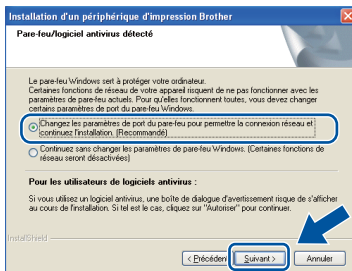 Installation d'un périphérique d'impression Brother
Pare-feu/logiciel antivirus détecté
Le pare-feu Windows sert à protéger votre ordinateur.
Certaines fonctions de réseau de votre appareil risquent de ne pas fonctionner avec les
paramètres de pare-feu actuels. Pour qu'elles fonctionnent toutes, vous devez changer
certains paramètres de port du pare-feu Windows.
Changez les paramètres de port du pare-feu pour permettre la connexion réseau et
continuez l'installation. (Recommandé)
Continuez sans changer les paramètres de pare-feu Windows. (Certaines fonctions de
réseau seront désactivées)
Pour les utilisateurs de logiciels antivirus :
Si vous utilisez un logiciel antivirus, une boîte de dialogue d'avertissement risque de s'afficher
au cours de l'installation. Si tel est le cas, cliquez sur "Autoriser" pour continuer.
InstallShield
< Précédent Suivant > Annuler